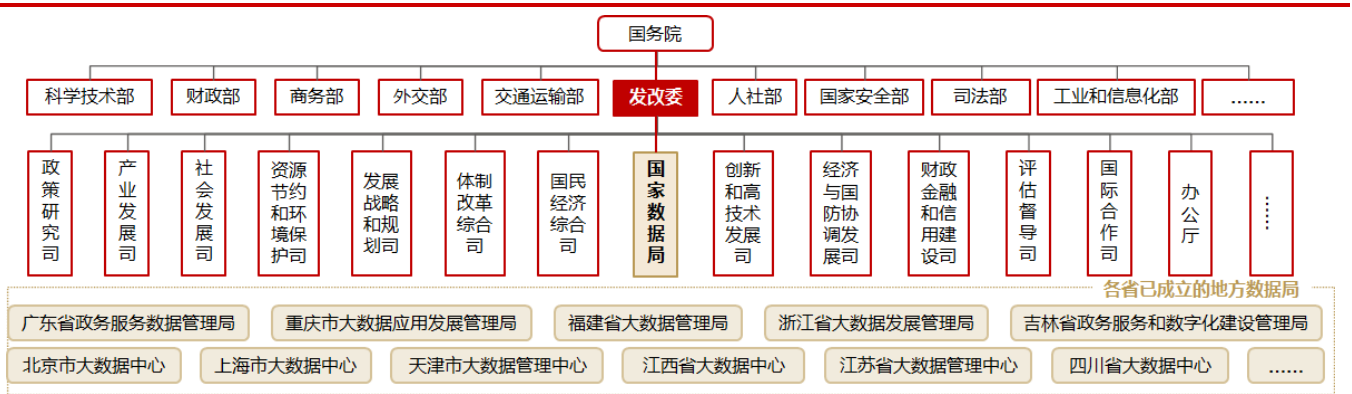 国务院
科学技术部
财政部
商务部
外交部
交通运输部
发改委
人社部
国家安全部
司法部
工业和信息化部
……
政策研究司
产业发展司
社会发展司
资源节约和环境保护司
发展战略和规划司
体制改革综合司
国民经济综合司
国家数据局
创新和高技术发展司
经济与国防协调发展司
财政金融和信用建设司
评估督导司
国际合作司
办公厅
……
各省已成立的地方数据局
广东省政务服务数据管理局
重庆市大数据应用发展管理局
福建省大数据管理局
浙江省大数据发展管理局
吉林省政务服务和数字化建设管理局
北京市大数据中心
上海市大数据中心
天津市大数据管理中心
江西省大数据中心
江苏省大数据管理中心
四川省大数据中心
……